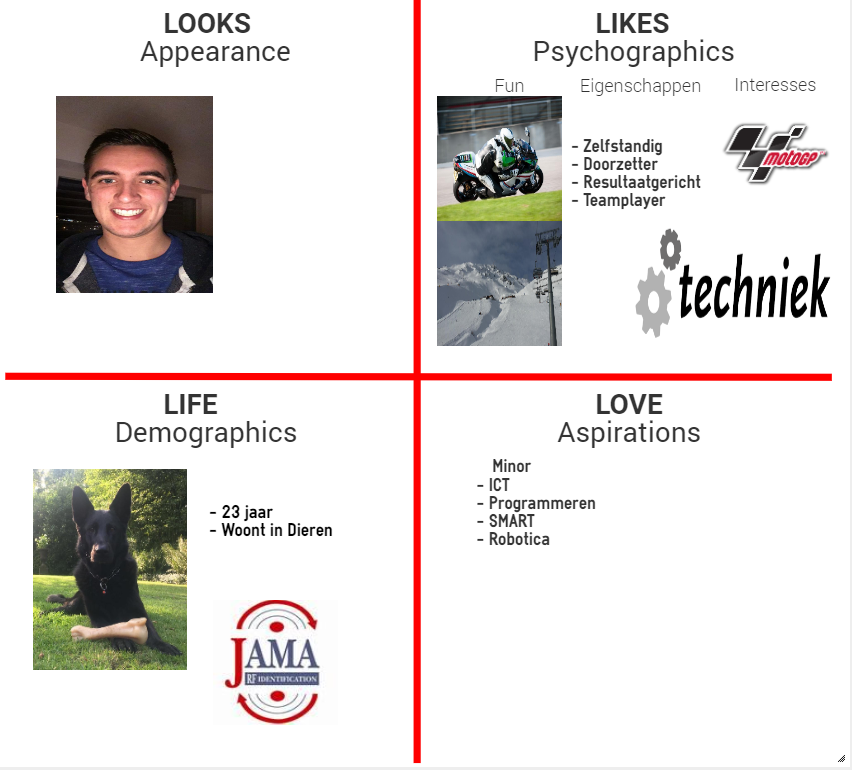 LOOKS
Appearance
LIKES
Psychographics
Fun
Eigenschappen
Interesses
- Zelfstandig
- Doorzetter
- Resultaatgericht
- Teamplayer
MotoGP
techniek
LIFE
Demographics
- 23 jaar
- Woont in Dieren
JAMA
RF IDENTIFICATION
LOVE
Aspirations
Minor
- ICT
- Programmeren
- SMART
- Robotica